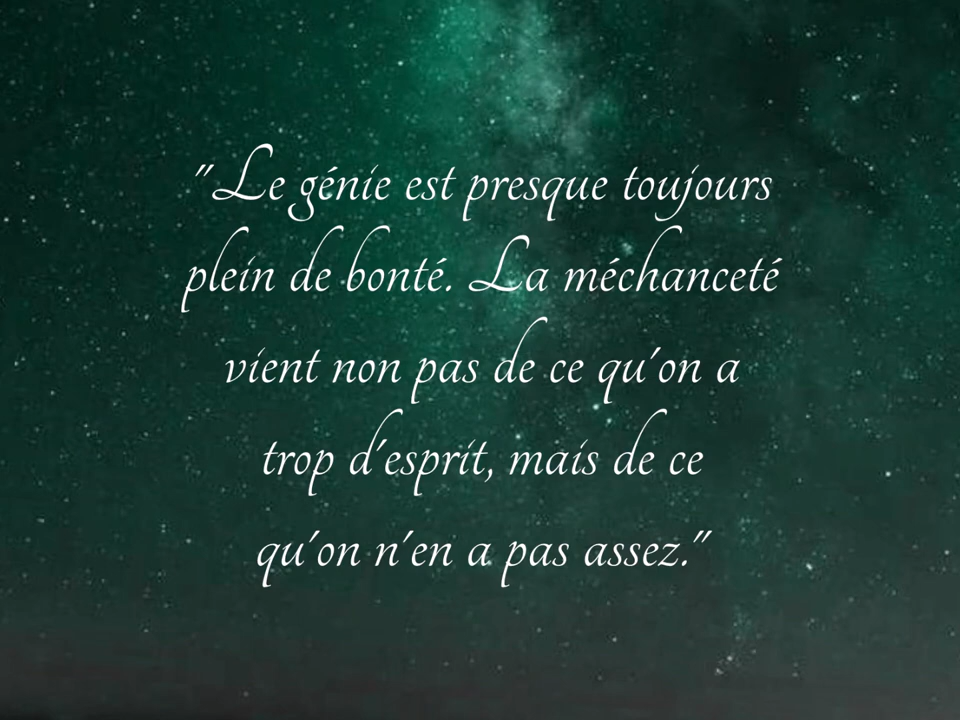 "Le génie est presque toujours
plein de bonté. La méchanceté
vient non pas de ce qu'on a
trop d'esprit, mais de ce
qu'on n'en a pas assez."